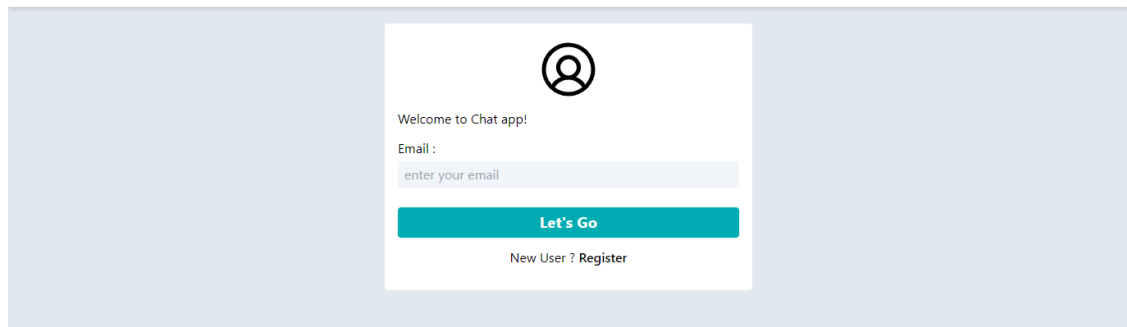 Welcome to Chat app!
Email :
enter your email
Let's Go
New User ? Register